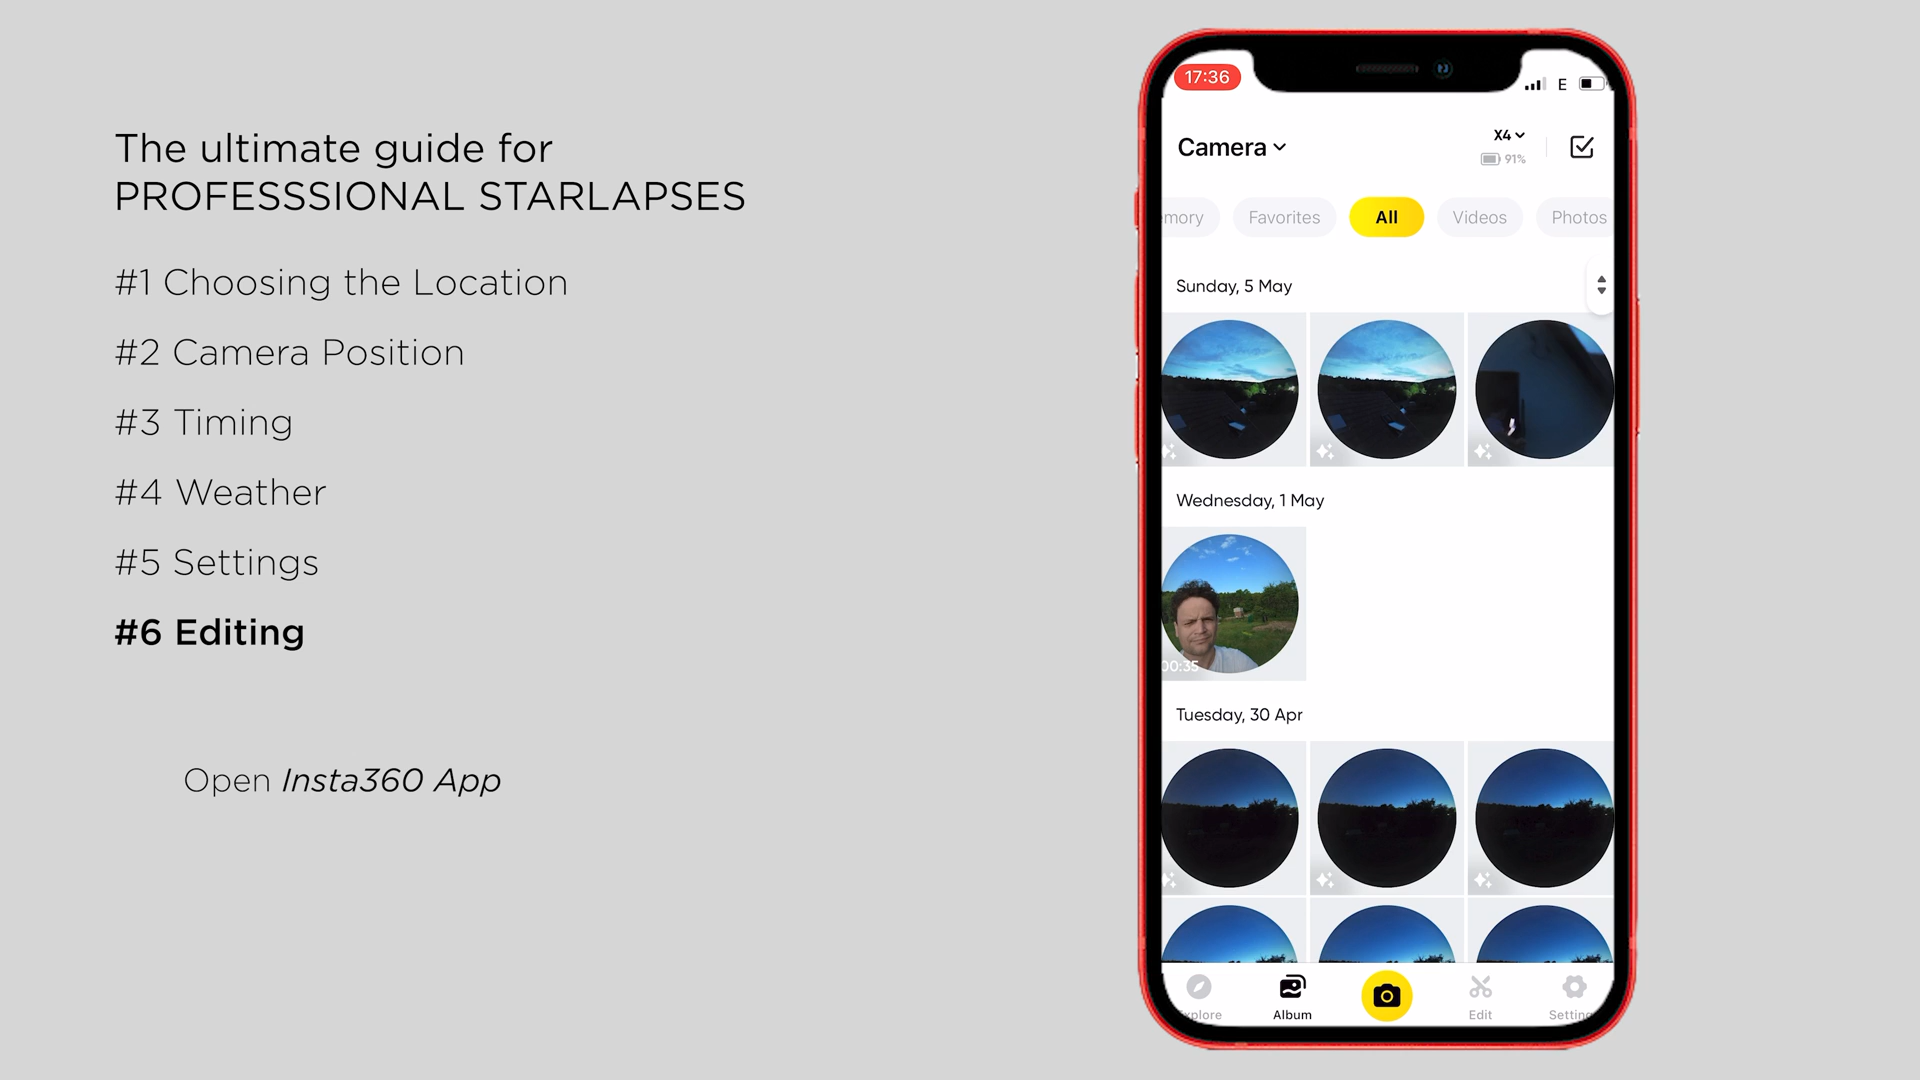 The ultimate guide for
PROFESSSIONAL STARLAPSES
#1 Choosing the Location
#2 Camera Position
#3 Timing
#4 Weather
#5 Settings
#6 Editing
Open Insta360 App
17:36
E
Camera
X4
91%
mory
Favorites
All
Videos
Photos
Sunday, 5 May
Wednesday, 1 May
00:35
Tuesday, 30 Apr
xplore
Album
Edit
Setting